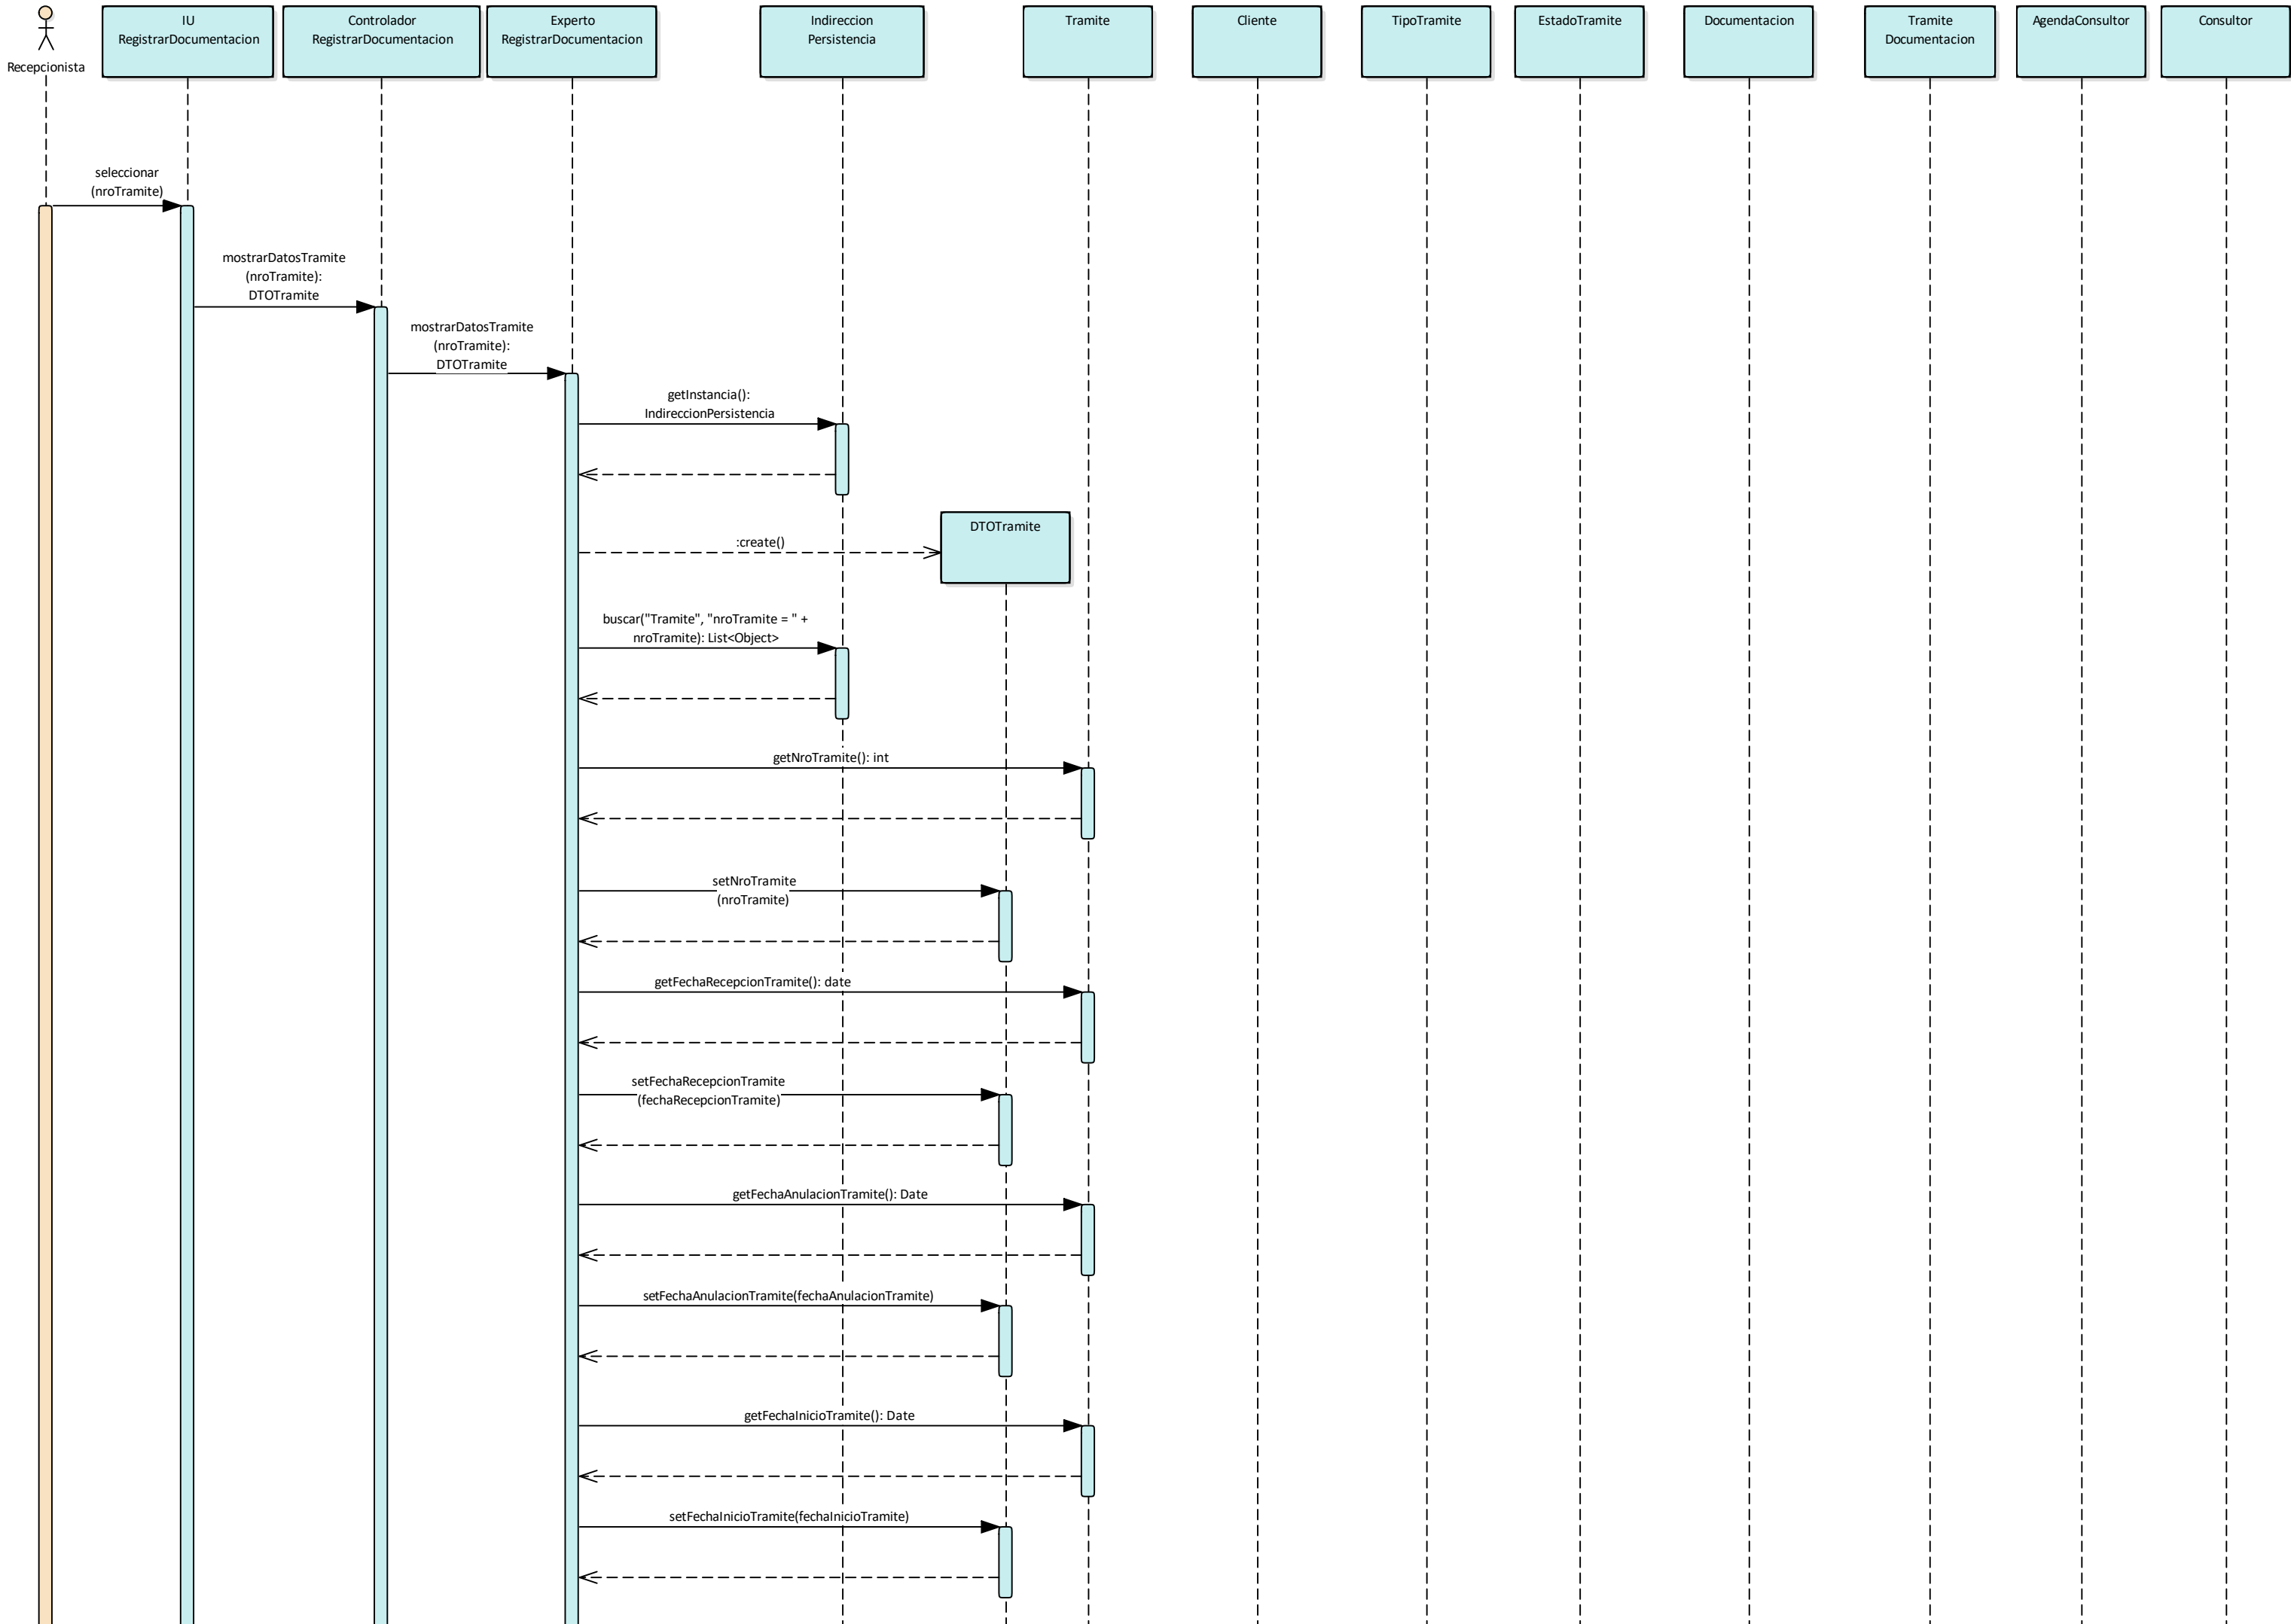 IU
RegistrarDocumentacion
Controlador
RegistrarDocumentacion
Experto
RegistrarDocumentacion
Indireccion
Persistencia
Tramite
Cliente
TipoTramite
EstadoTramite
Documentacion
Tramite
Documentacion
AgendaConsultor
Consultor
Recepcionista
seleccionar
(nroTramite)
mostrarDatosTramite
(nroTramite):
DTOTramite
mostrarDatosTramite
(nroTramite):
DTOTramite
getInstancia():
IndireccionPersistencia
DTOTramite
:create()
buscar("Tramite", "nroTramite = " +
nroTramite): List<Object>
getNroTramite(): int
setNroTramite
(nroTramite)
getFechaRecepcionTramite(): date
setFechaRecepcionTramite
(fechaRecepcionTramite)
getFechaAnulacionTramite(): Date
setFechaAnulacionTramite(fechaAnulacionTramite)
getFechaInicioTramite(): Date
setFechaInicioTramite(fechaInicioTramite)